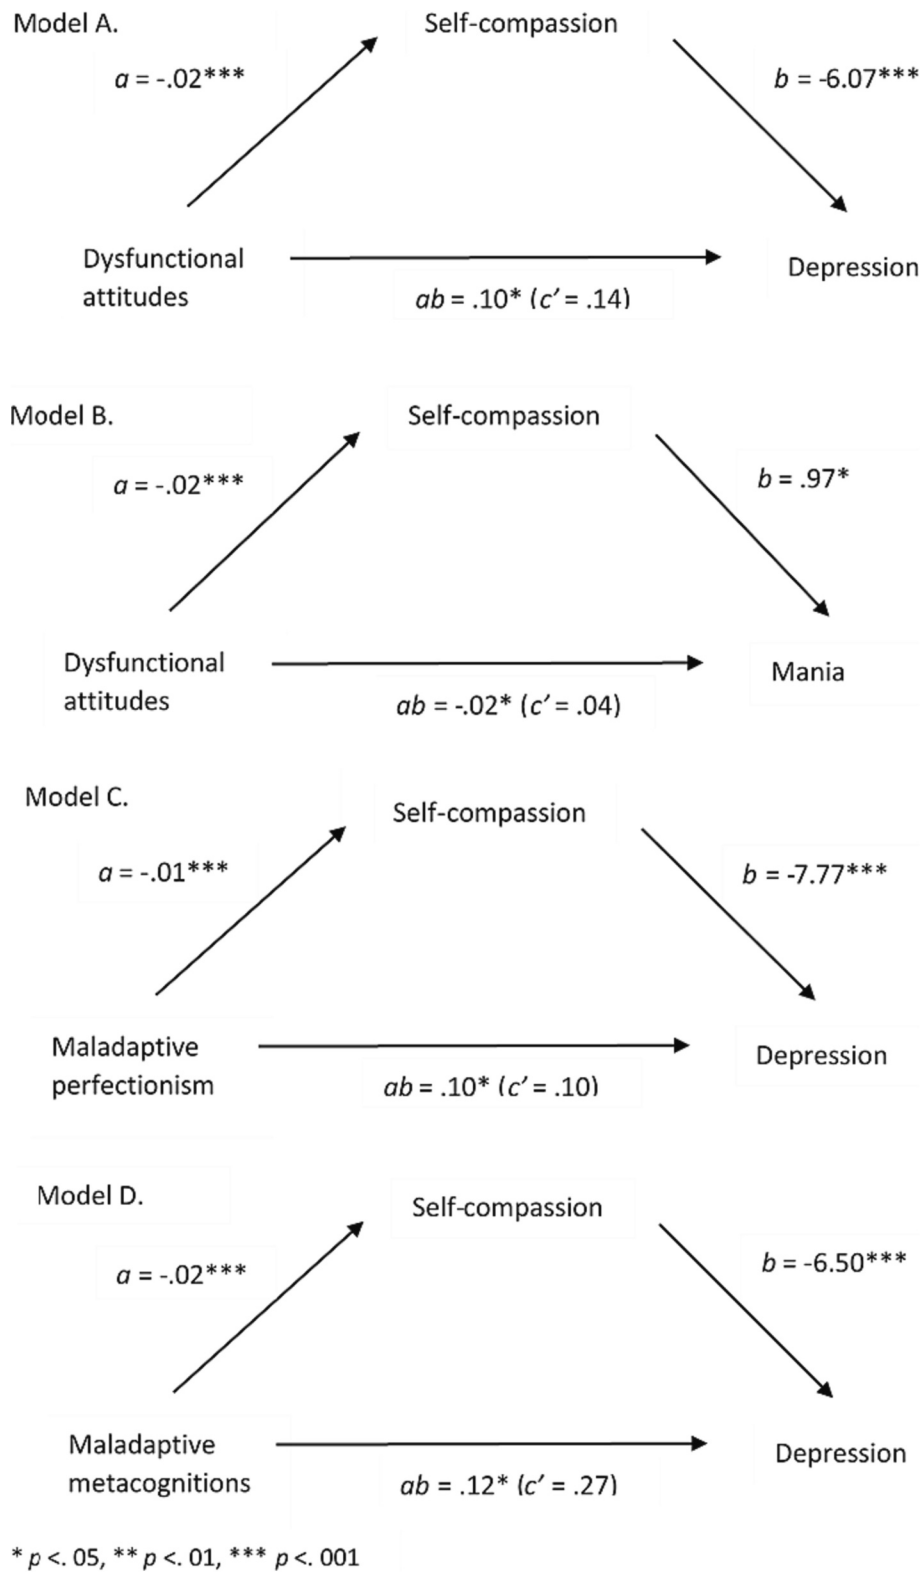 Model A.
Self-compassion
a = -.02***
b = -6.07***
Dysfunctional
attitudes
Depression
ab = .10* (c′ = .14)
Model B.
Self-compassion
a = -.02***
b = .97*
Dysfunctional
attitudes
Mania
ab = -.02* (c′ = .04)
Model C.
Self-compassion
a = -.01***
b = -7.77***
Maladaptive
perfectionism
Depression
ab = .10* (c′ = .10)
Model D.
Self-compassion
a = -.02***
b = -6.50***
Maladaptive
metacognitions
Depression
ab = .12* (c′ = .27)
* p <. 05, ** p <. 01, *** p <. 001